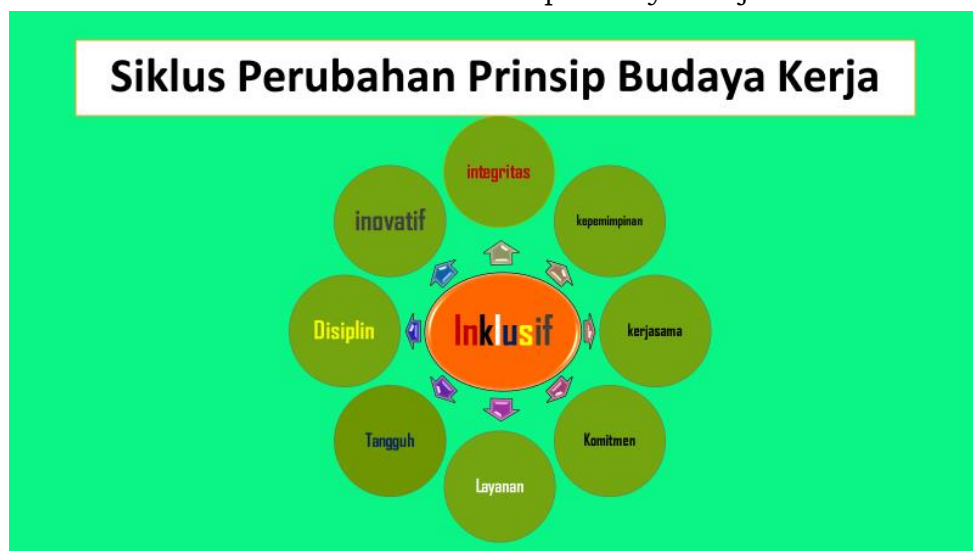 Siklus Perubahan Prinsip Budaya Kerja
integritas
kepemimpinan
kerjasama
Komitmen
Layanan
Tangguh
Disiplin
inovatif
Inklusif